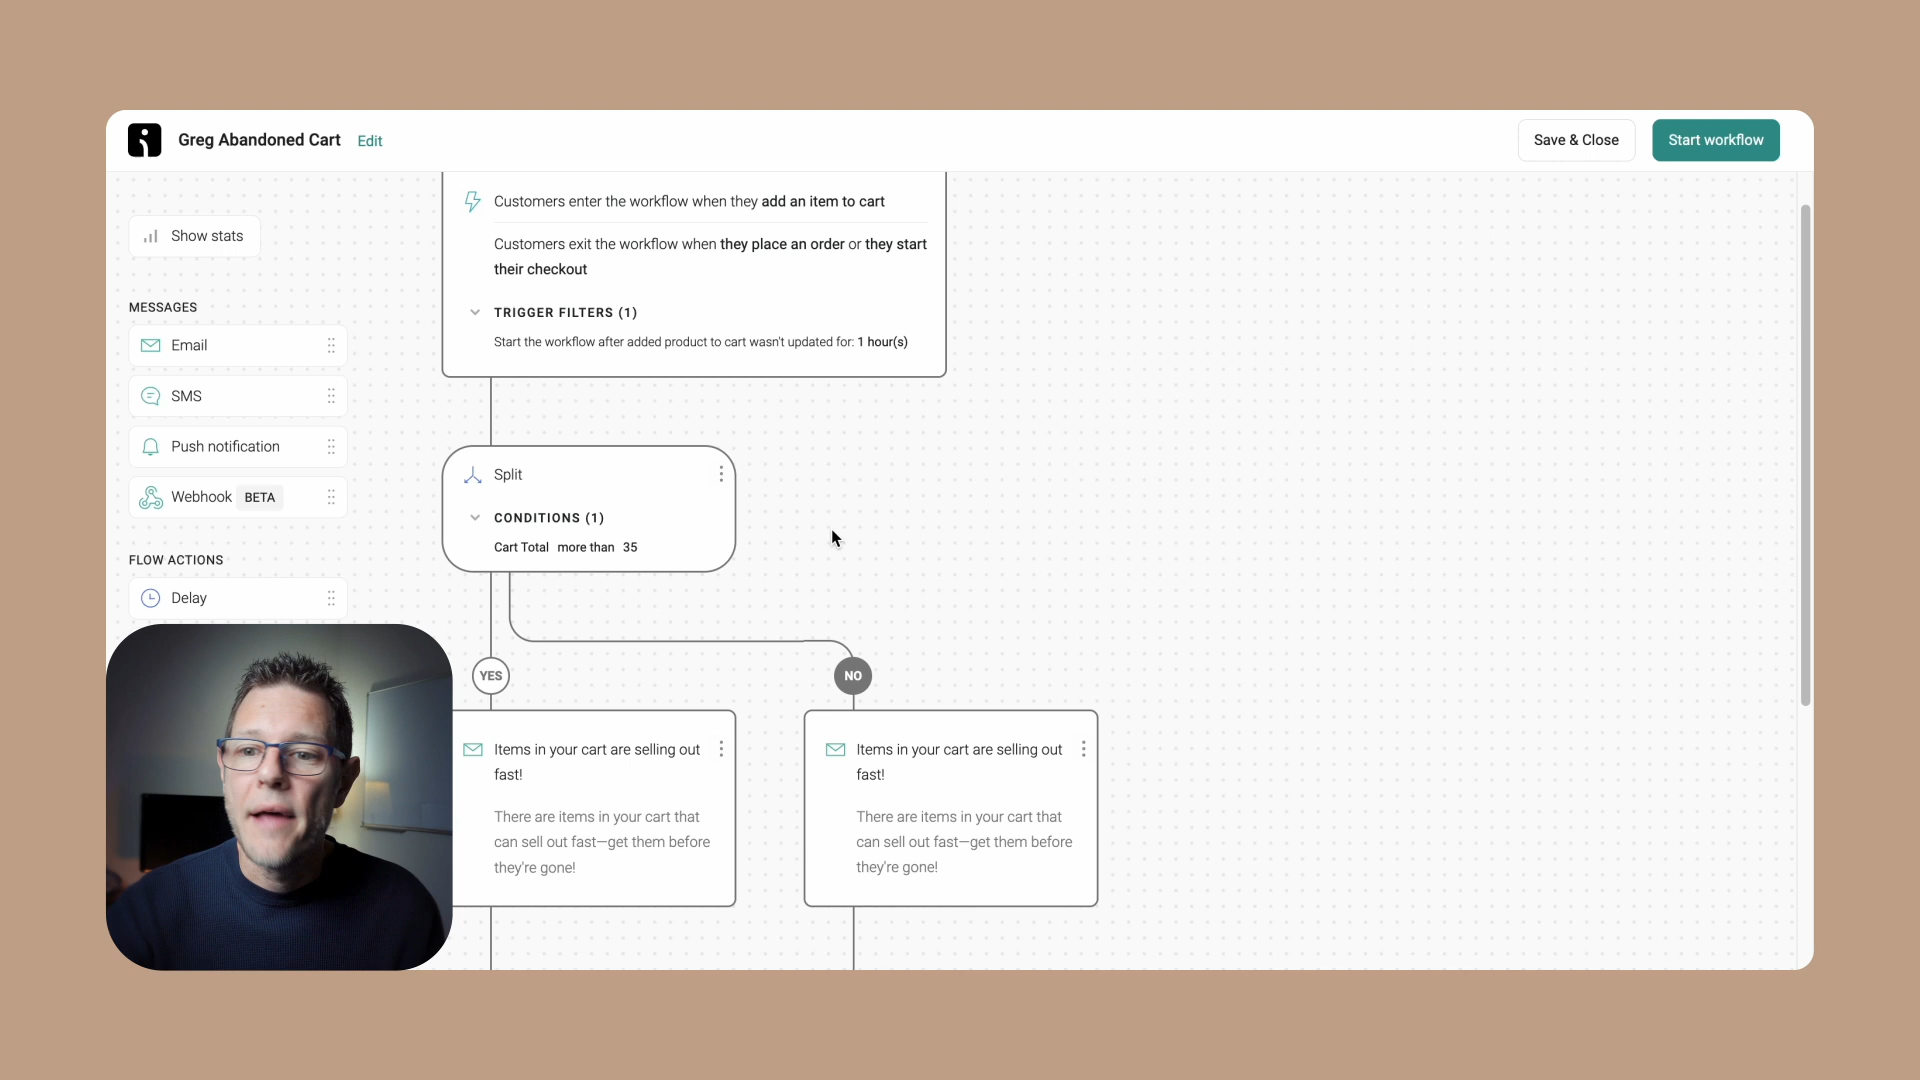 Greg Abandoned Cart Edit
Save & Close
Start workflow
Show stats
MESSAGES
Email
SMS
Push notification
Webhook BETA
FLOW ACTIONS
Delay
Customers enter the workflow when they add an item to cart
Customers exit the workflow when they place an order or they start
their checkout
TRIGGER FILTERS (1)
Start the workflow after added product to cart wasn't updated for: 1 hour(s)
Split
CONDITIONS (1)
Cart Total more than 35
YES
NO
Items in your cart are selling out
fast!
There are items in your cart that
can sell out fast—get them before
they're gone!
Items in your cart are selling out
fast!
There are items in your cart that
can sell out fast—get them before
they're gone!